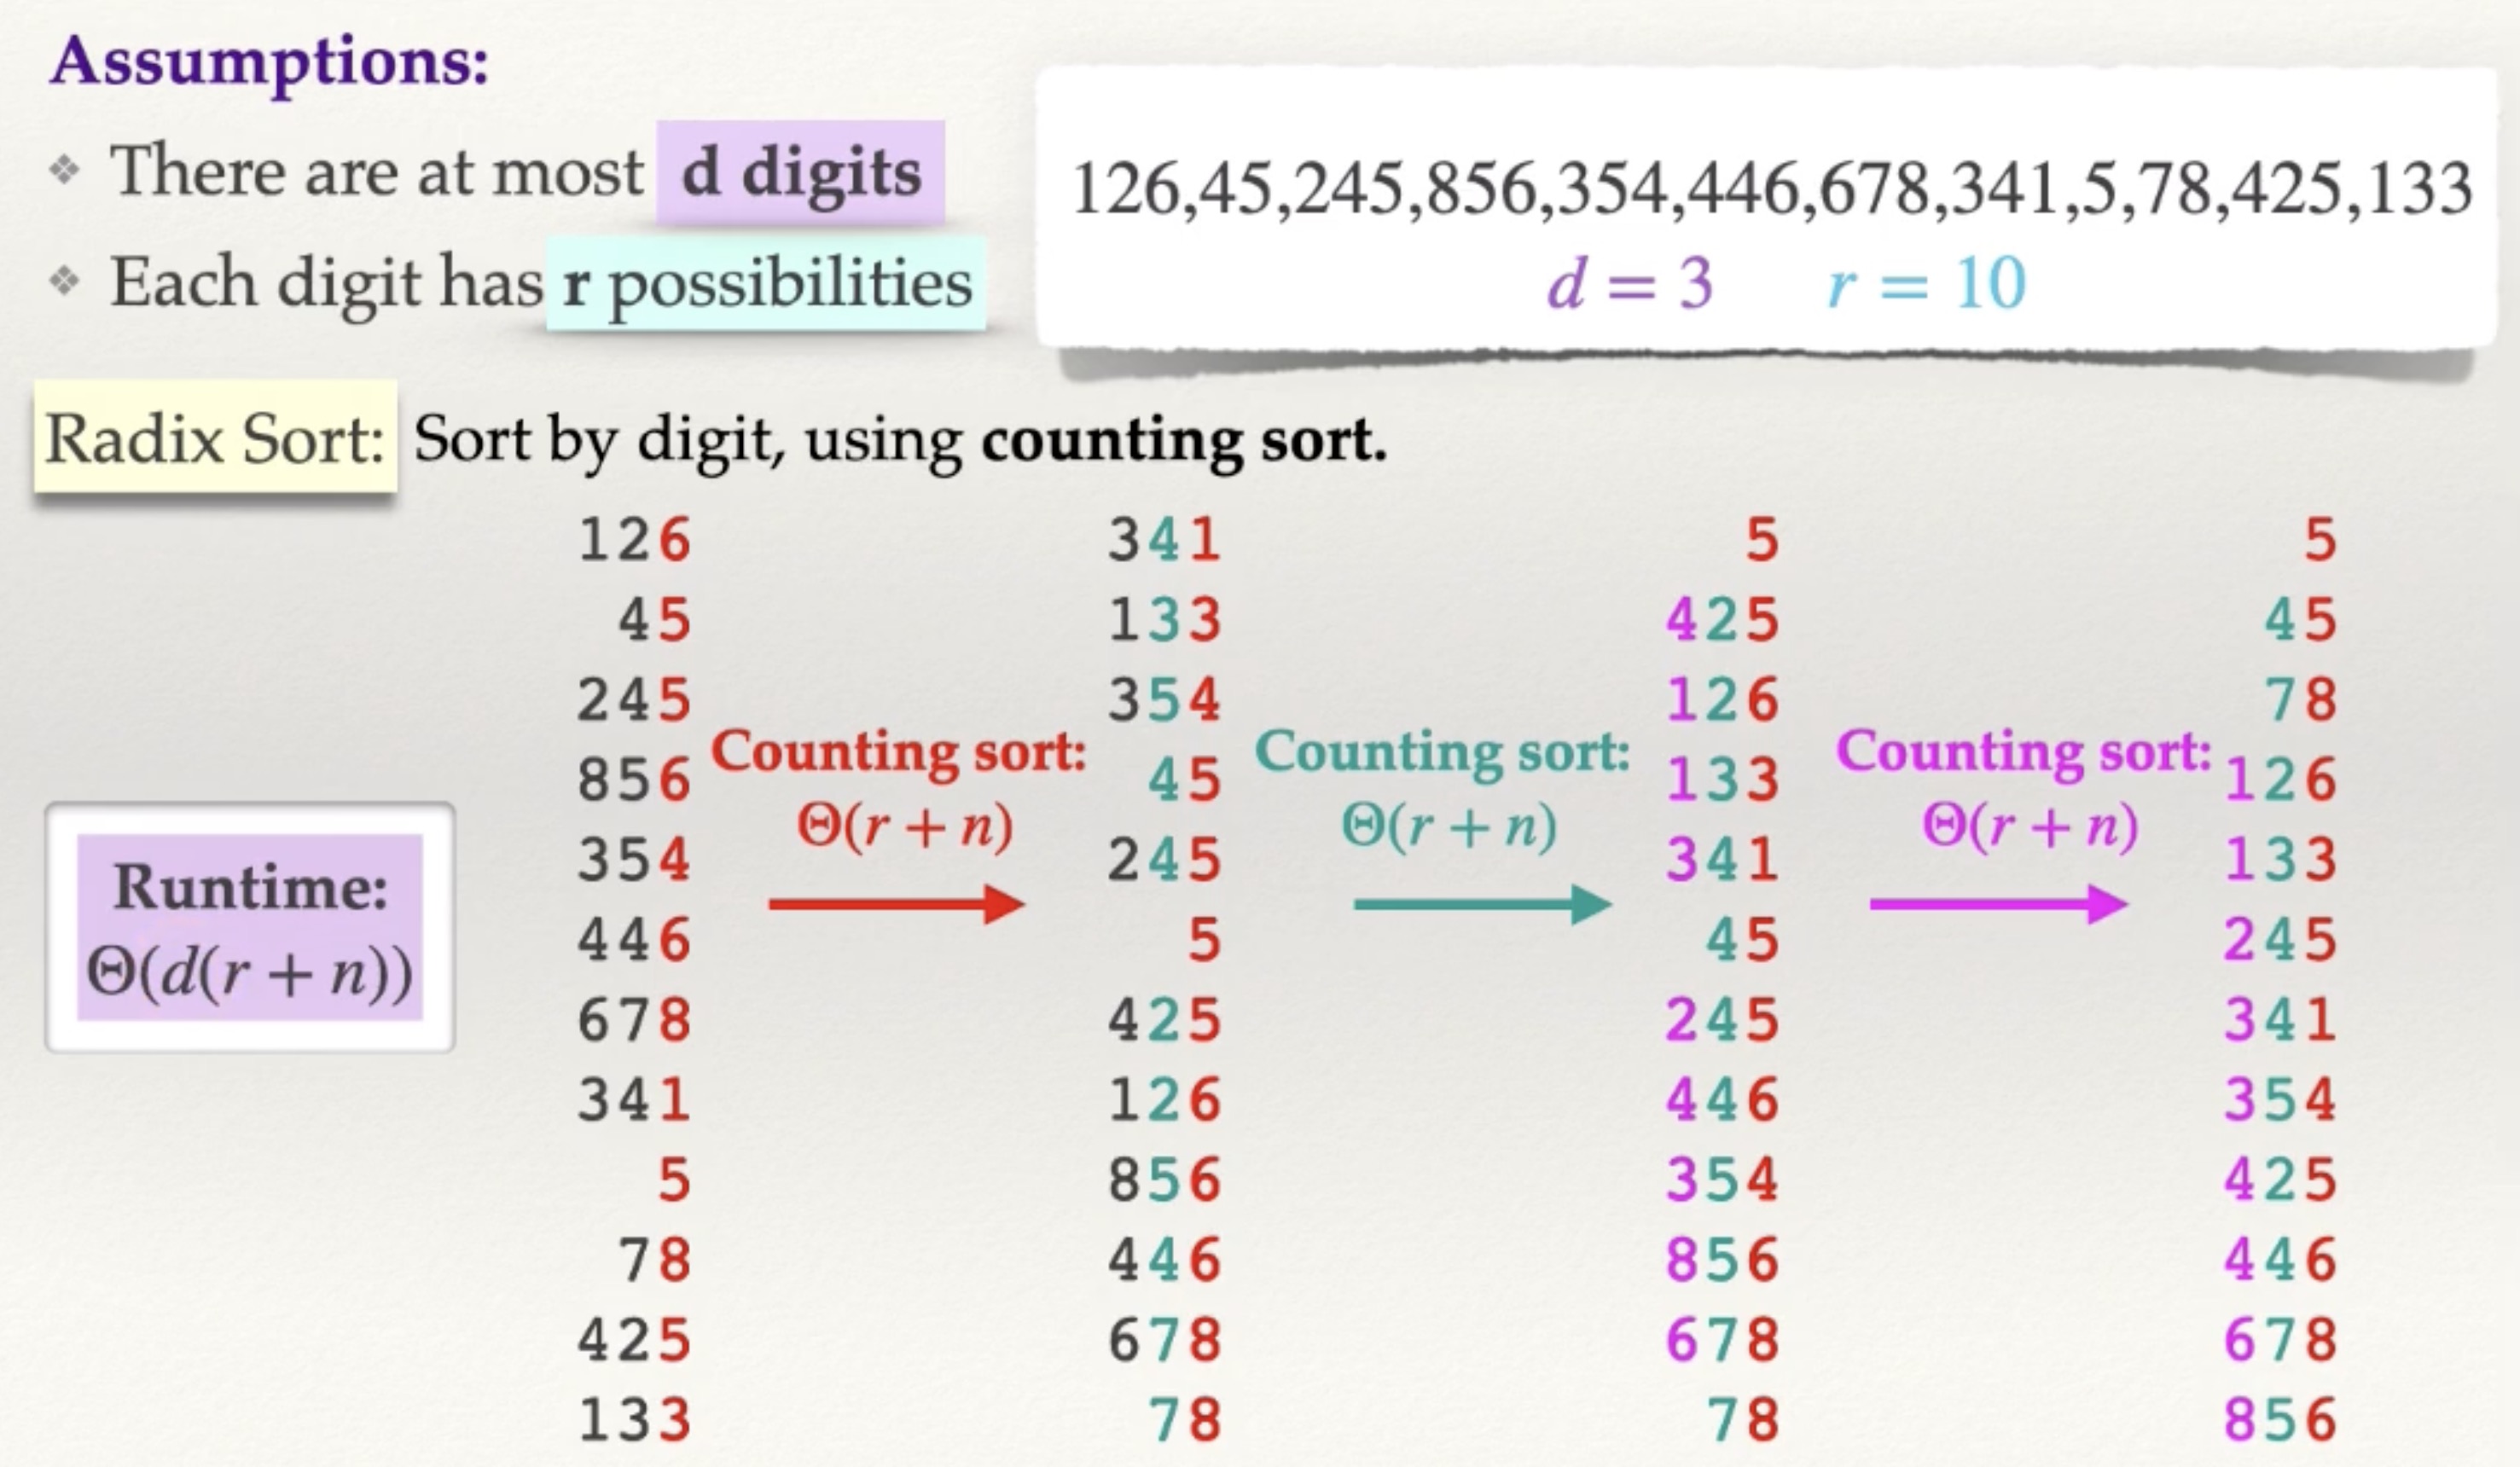 Assumptions:
❖ There are at most d digits
❖ Each digit has r possibilities
126,45,245,856,354,446,678,341,5,78,425,133
d = 3 r = 10
Radix Sort: Sort by digit, using counting sort.
126 341 5 5
45 133 425 45
245 354 126 78
Counting sort: Counting sort: Counting sort:
856 45 133 126
Θ(r + n) Θ(r + n) Θ(r + n)
354 245 341 133
Runtime:
446 5 45 245
Θ(d(r + n))
678 425 245 341
341 126 446 354
5 856 354 425
78 446 856 446
425 678 678 678
133 78 78 856